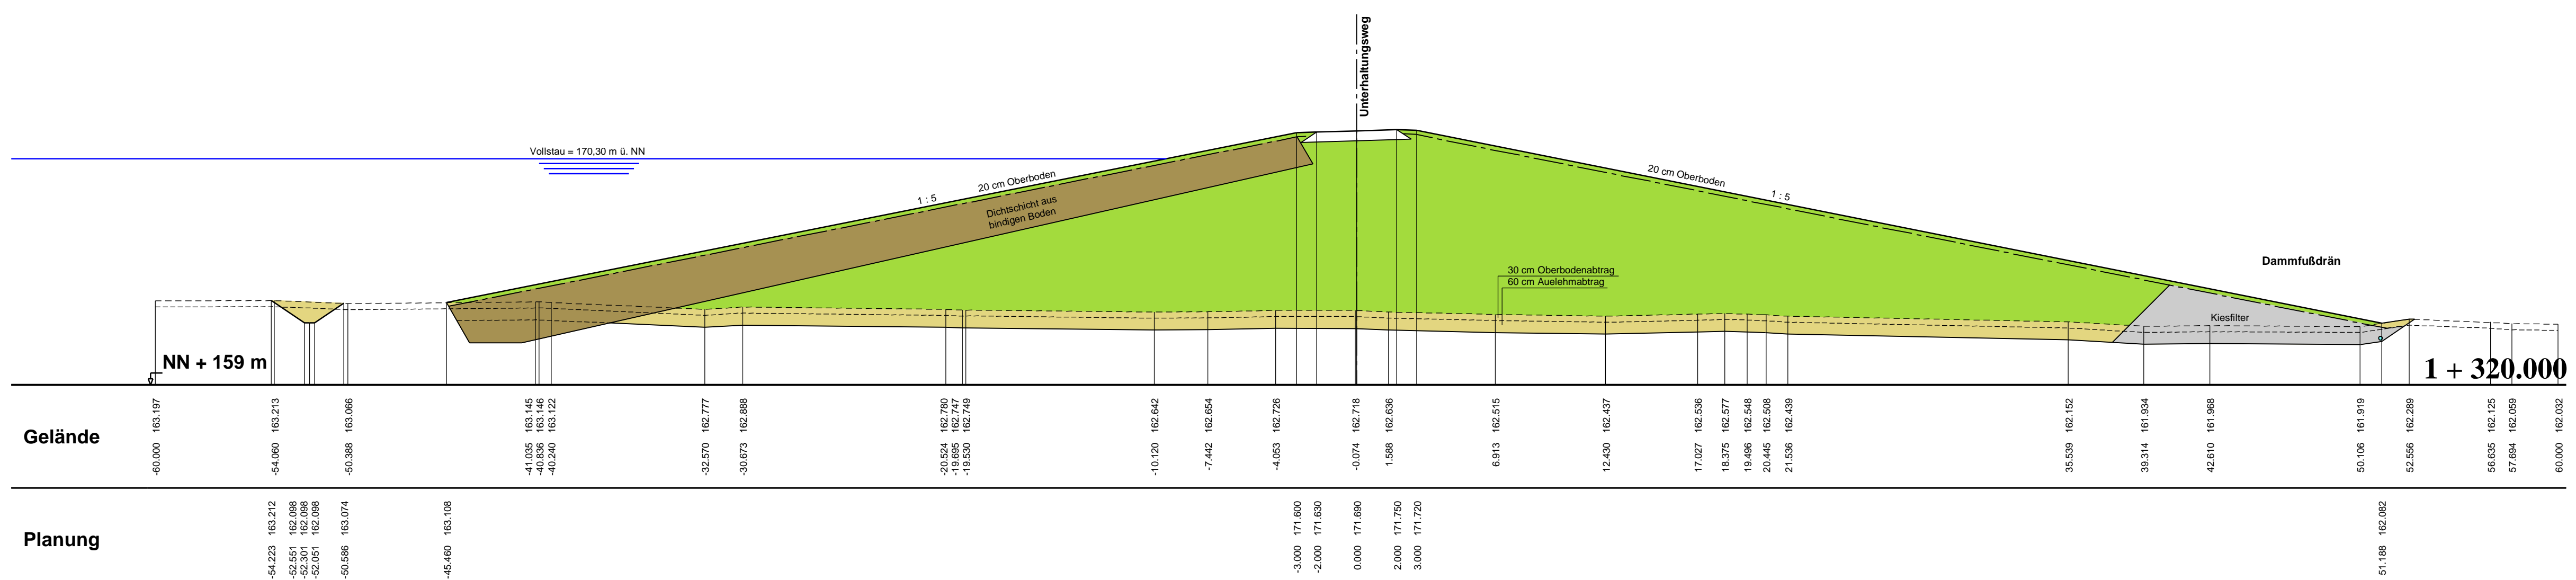 Unterhaltungsweg
Vollstau = 170,30 m ü. NN
1 : 5
20 cm Oberboden
Dichtschicht aus
bindigen Boden
20 cm Oberboden
1 : 5
30 cm Oberbodenabtrag
60 cm Auelehmabtrag
Dammfußdrän
Kiesfilter
NN + 159 m
1 + 320.000
Gelände
-60.000 163.197
-54.060 163.213
-50.388 163.066
-41.035 163.145
-40.836 163.146
-40.240 163.122
-32.570 162.777
-30.673 162.888
-20.524 162.780
-19.695 162.747
-19.530 162.749
-10.120 162.642
-7.442 162.654
-4.053 162.726
-0.074 162.718
1.588 162.636
6.913 162.515
12.430 162.437
17.027 162.536
18.375 162.577
19.496 162.548
20.445 162.508
21.536 162.439
35.539 162.152
39.314 161.934
42.610 161.968
50.106 161.919
52.556 162.289
56.635 162.125
57.694 162.059
60.000 162.032
Planung
-54.223 163.212
-52.551 162.098
-52.301 162.098
-52.051 162.098
-50.586 163.074
-45.460 163.108
-3.000 171.600
-2.000 171.630
0.000 171.690
2.000 171.750
3.000 171.720
51.188 162.082